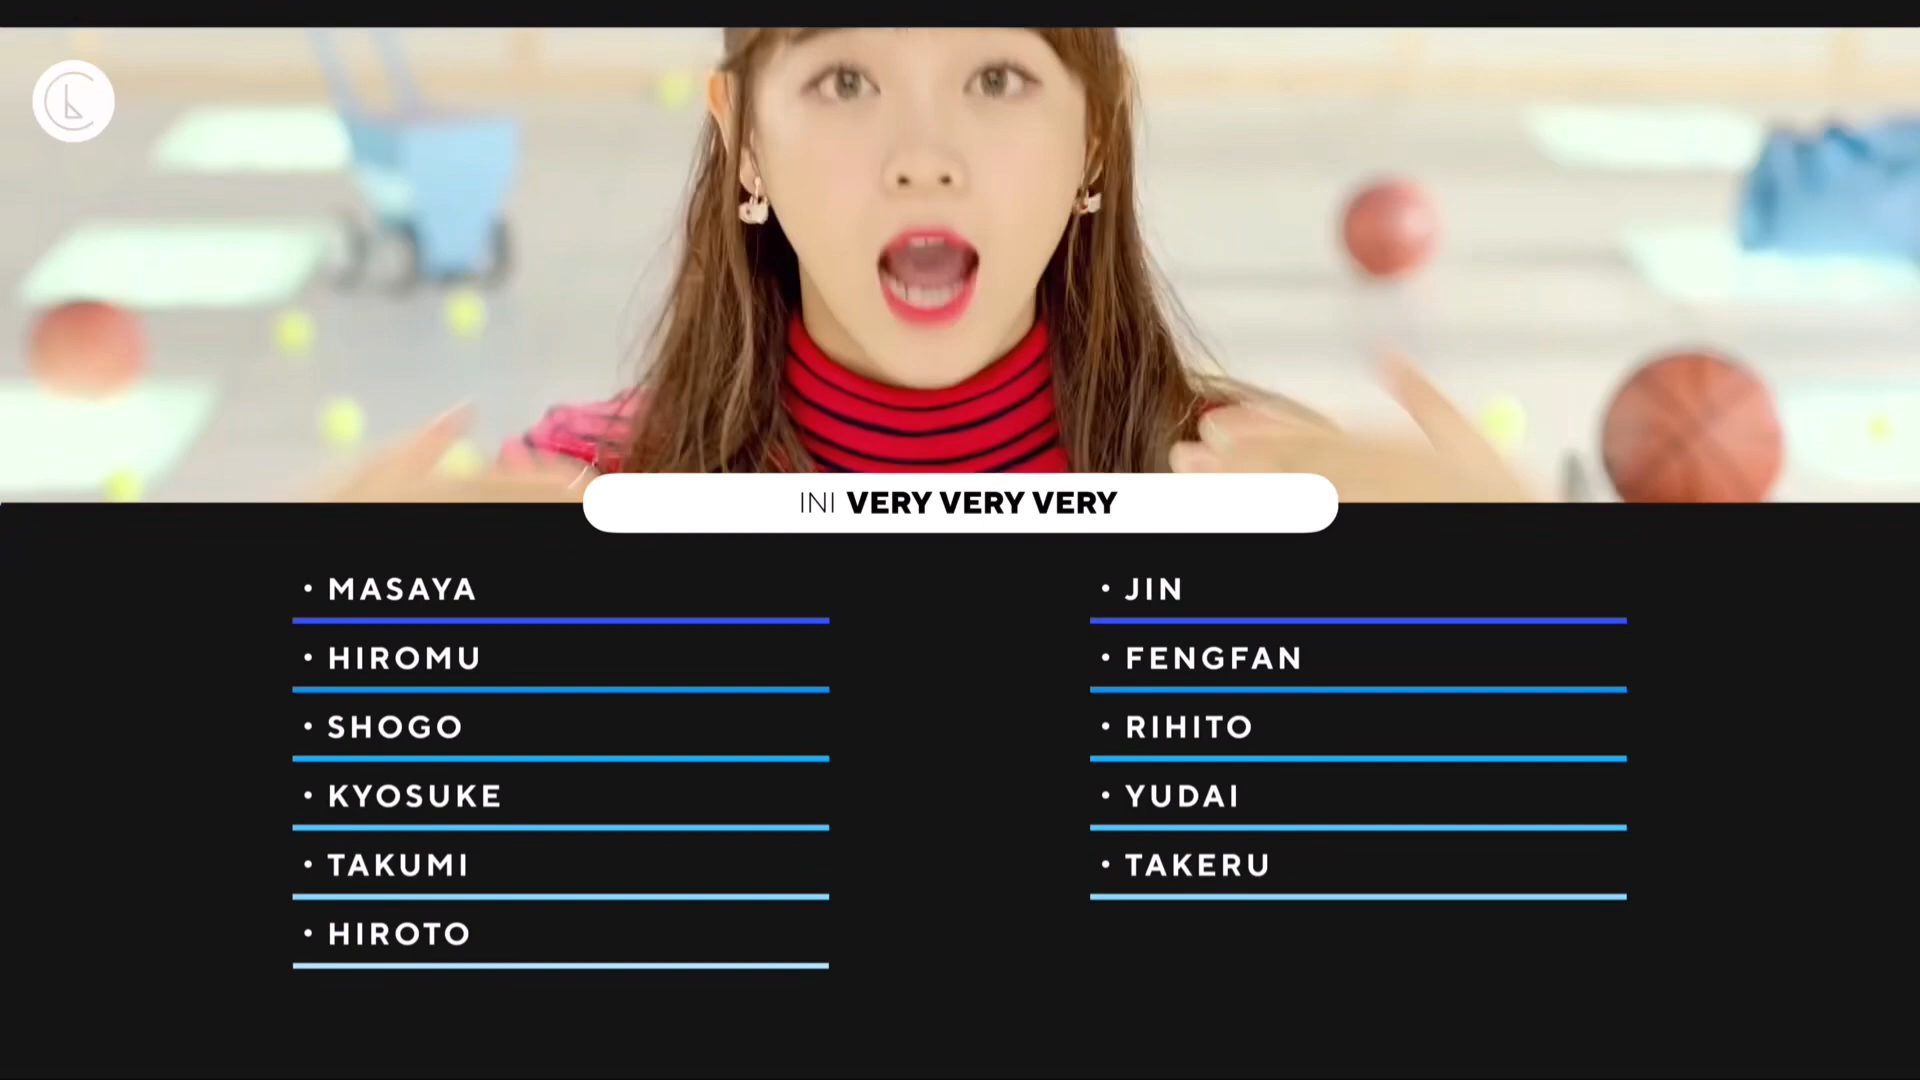 INI VERY VERY VERY
• MASAYA
• HIROMU
• SHOGO
• KYOSUKE
• TAKUMI
• HIROTO
• JIN
• FENGFAN
• RIHITO
• YUDAI
• TAKERU